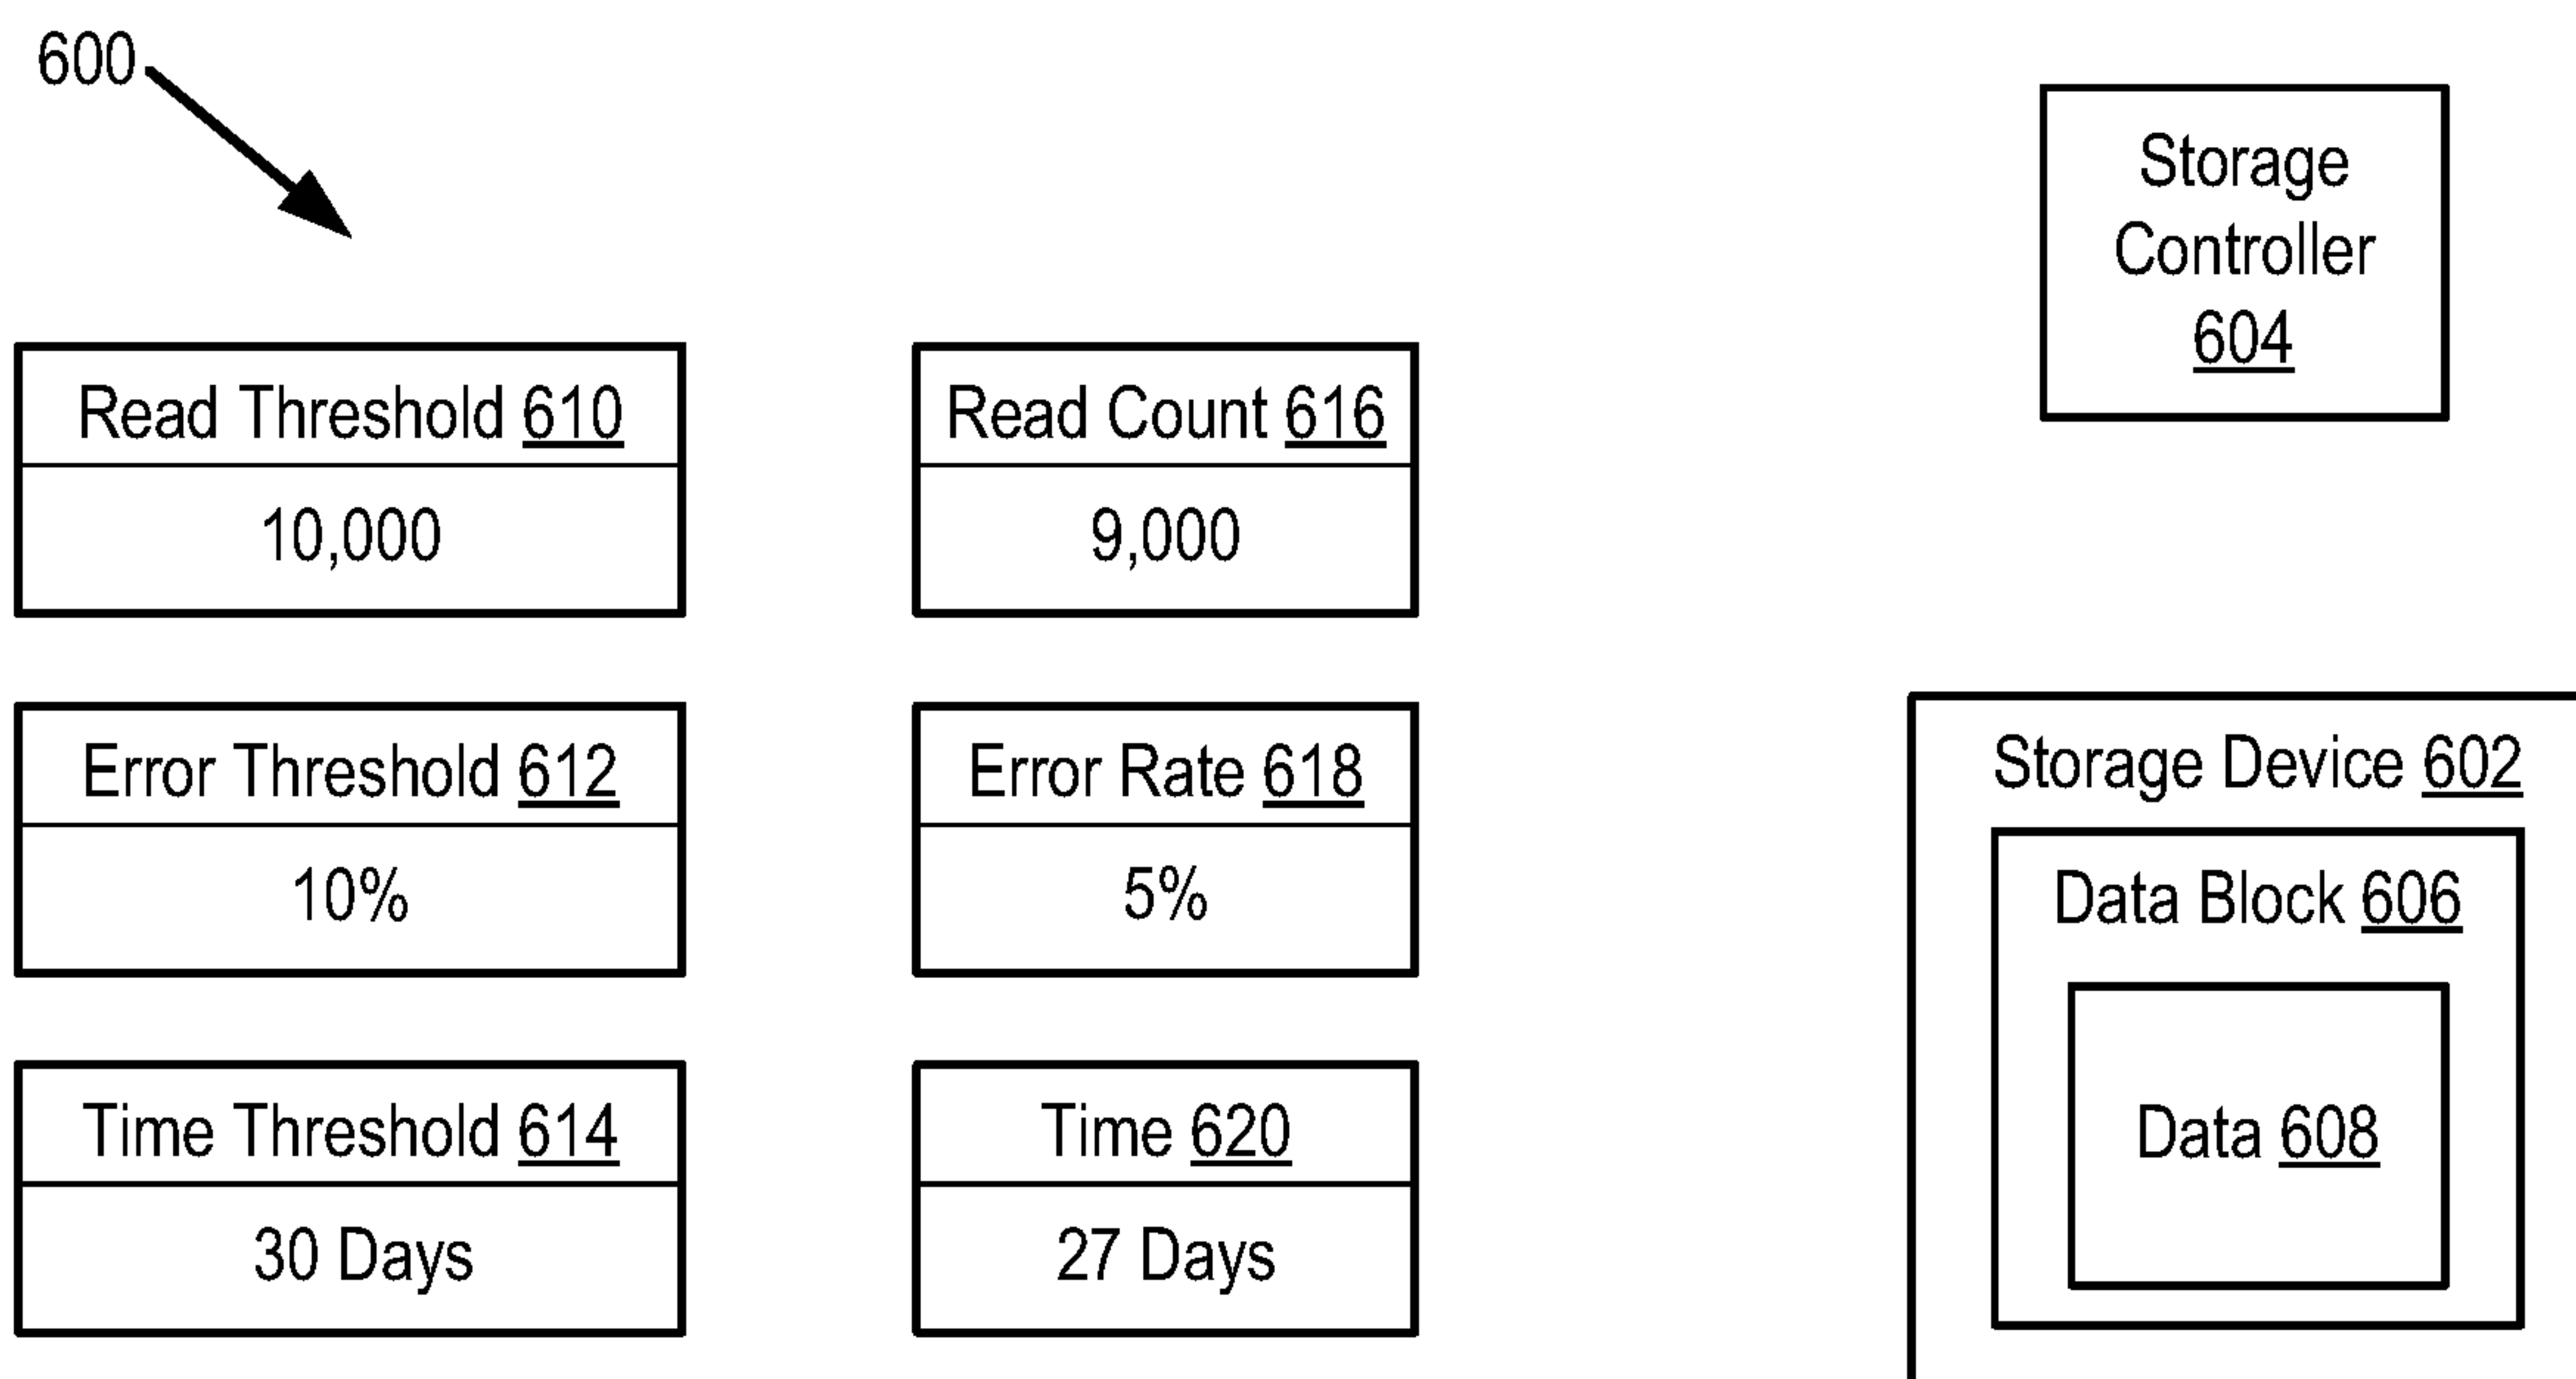 600
Storage
Controller
604
Read Threshold 610
10,000
Read Count 616
9,000
Error Threshold 612
10%
Error Rate 618
5%
Time Threshold 614
30 Days
Time 620
27 Days
Storage Device 602
Data Block 606
Data 608